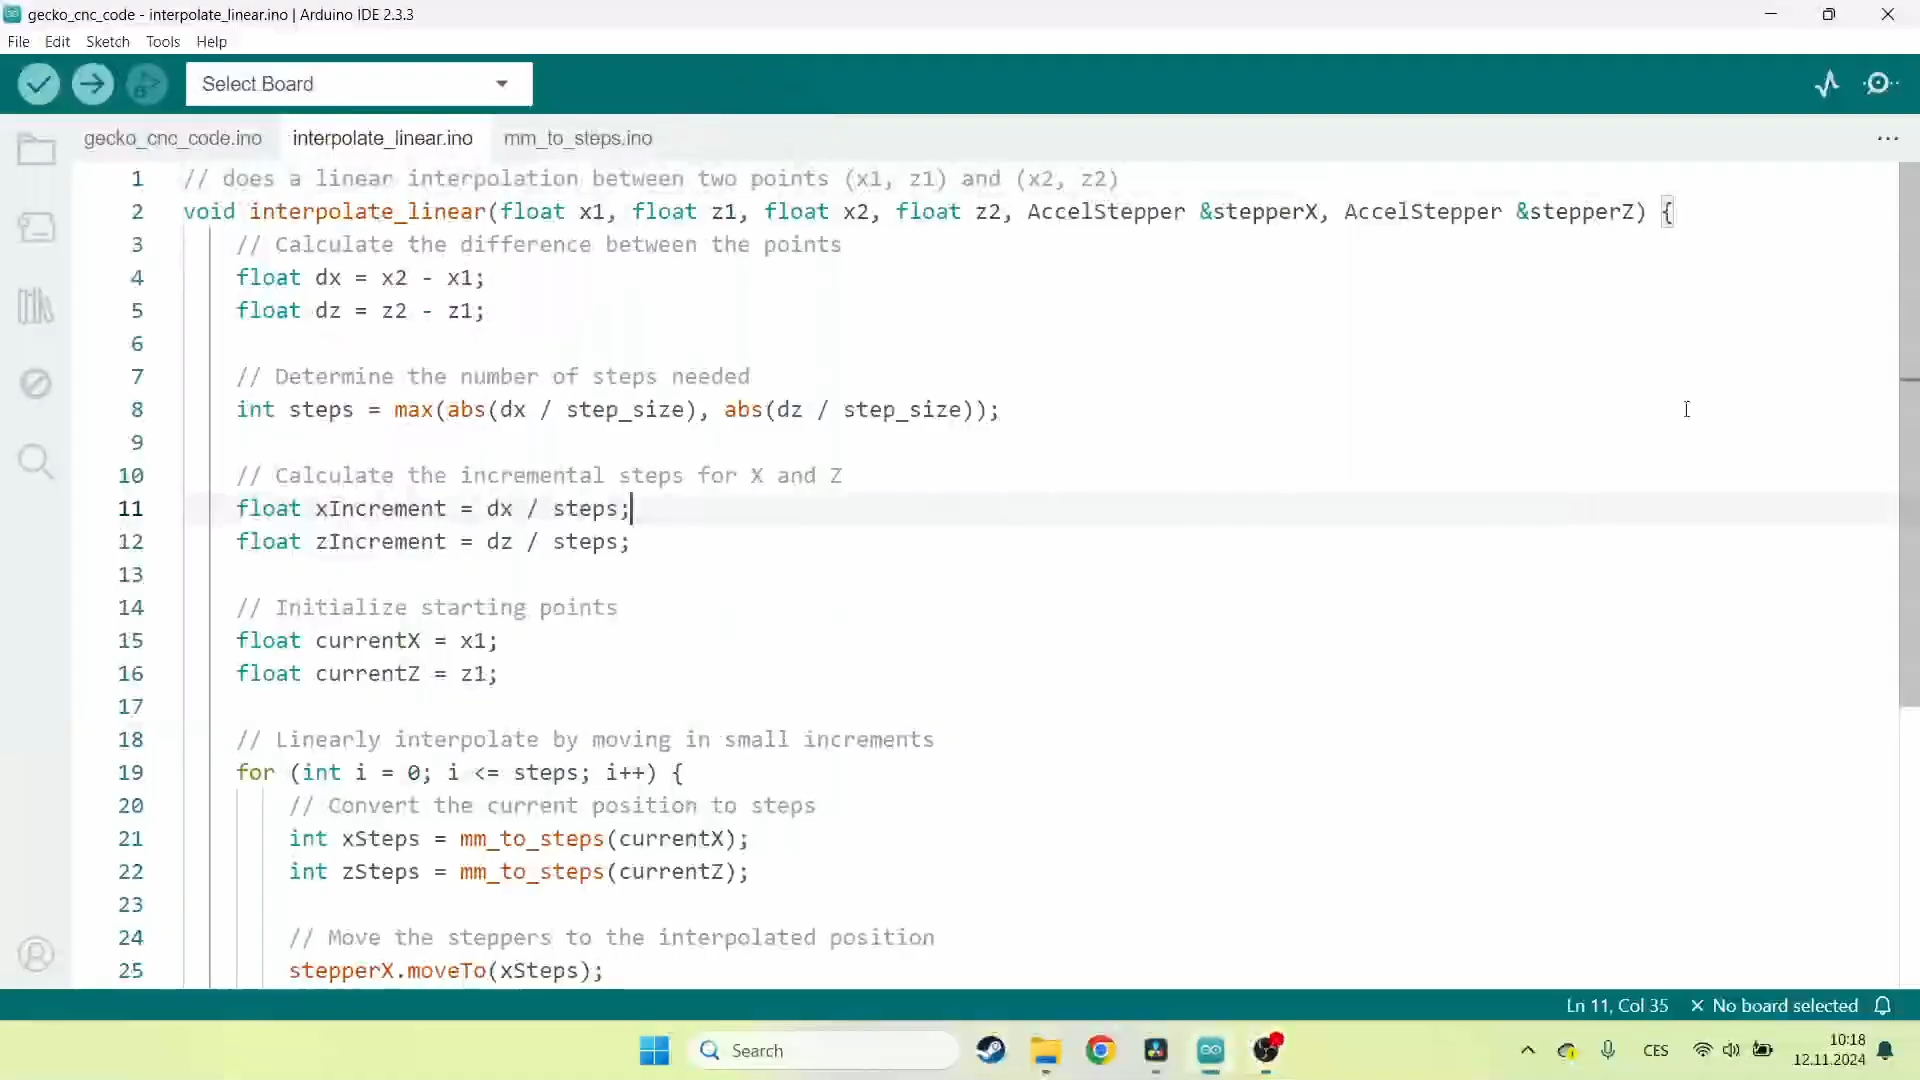 gecko_cnc_code - interpolate_linear.ino | Arduino IDE 2.3.3
File Edit Sketch Tools Help
Select Board
gecko_cnc_code.ino interpolate_linear.ino mm_to_steps.ino
1 // does a linear interpolation between two points (x1, z1) and (x2, z2)
2 void interpolate_linear(float x1, float z1, float x2, float z2, AccelStepper &stepperX, AccelStepper &stepperZ) {
3 // Calculate the difference between the points
4 float dx = x2 - x1;
5 float dz = z2 - z1;
6
7 // Determine the number of steps needed
8 int steps = max(abs(dx / step_size), abs(dz / step_size));
9
10 // Calculate the incremental steps for X and Z
11 float xIncrement = dx / steps;
12 float zIncrement = dz / steps;
13
14 // Initialize starting points
15 float currentX = x1;
16 float currentZ = z1;
17
18 // Linearly interpolate by moving in small increments
19 for (int i = 0; i <= steps; i++) {
20 // Convert the current position to steps
21 int xSteps = mm_to_steps(currentX);
22 int zSteps = mm_to_steps(currentZ);
23
24 // Move the steppers to the interpolated position
25 stepperX.moveTo(xSteps);
Ln 11, Col 35 No board selected
Search
CES
10:18
12.11.2024